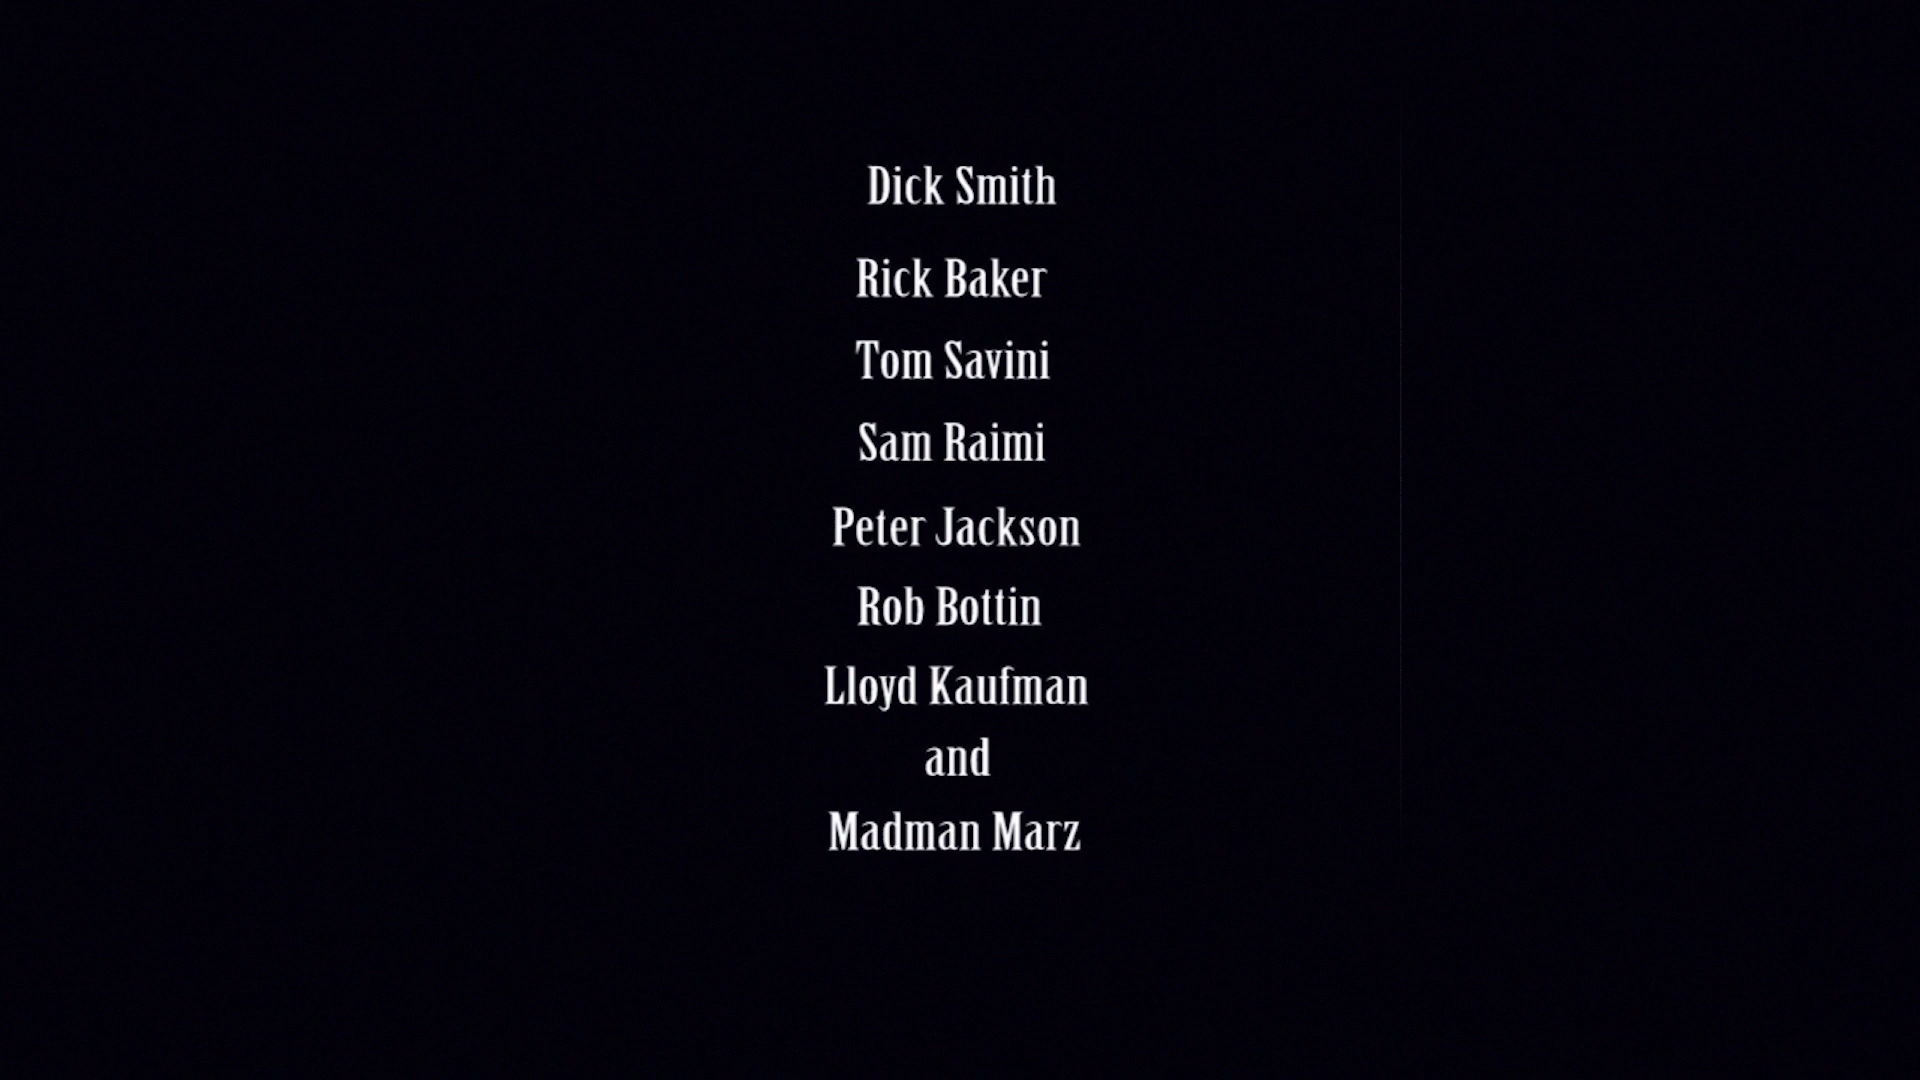 Dick Smith
Rick Baker
Tom Savini
Sam Raimi
Peter Jackson
Rob Bottin
Lloyd Kaufman
and
Madman Marz